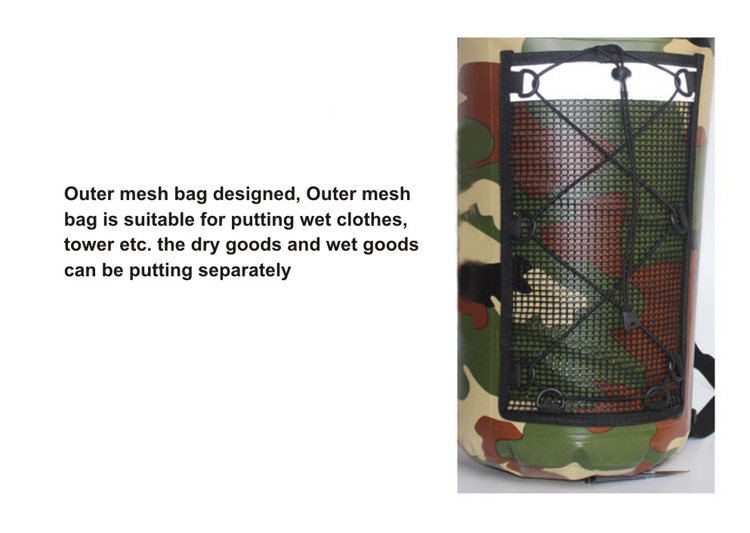 Outer mesh bag designed, Outer mesh
bag is suitable for putting wet clothes,
tower etc. the dry goods and wet goods
can be putting separately